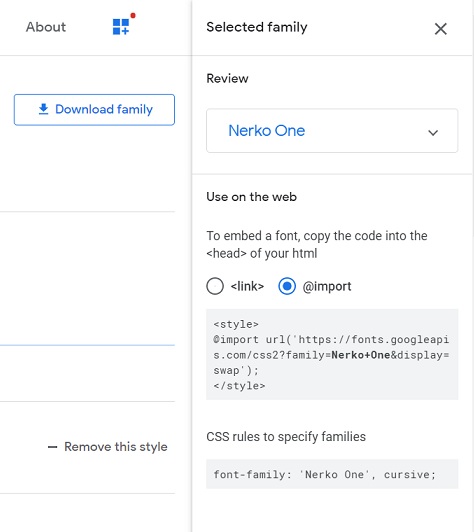 About
Selected family
Review
Download family
Nerko One
Use on the web
To embed a font, copy the code into the
<head> of your html
<link>
@import
<style>
@import url('https://fonts.googleapi
s.com/css2?family=Nerko+One&display=
swap');
</style>
CSS rules to specify families
Remove this style
font-family: 'Nerko One', cursive;